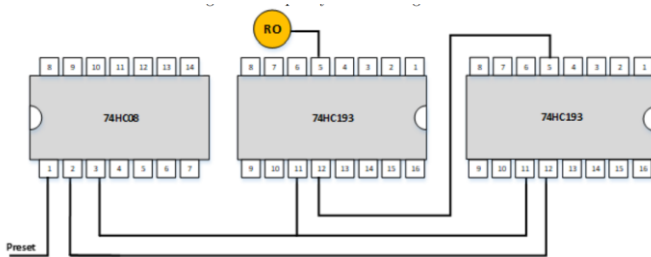 RO
8 9 10 11 12 13 14
8 7 6 5 4 3 2 1
8 7 6 5 4 3 2 1
74HC08
74HC193
74HC193
1 2 3 4 5 6 7
9 10 11 12 13 14 15 16
9 10 11 12 13 14 15 16
Preset